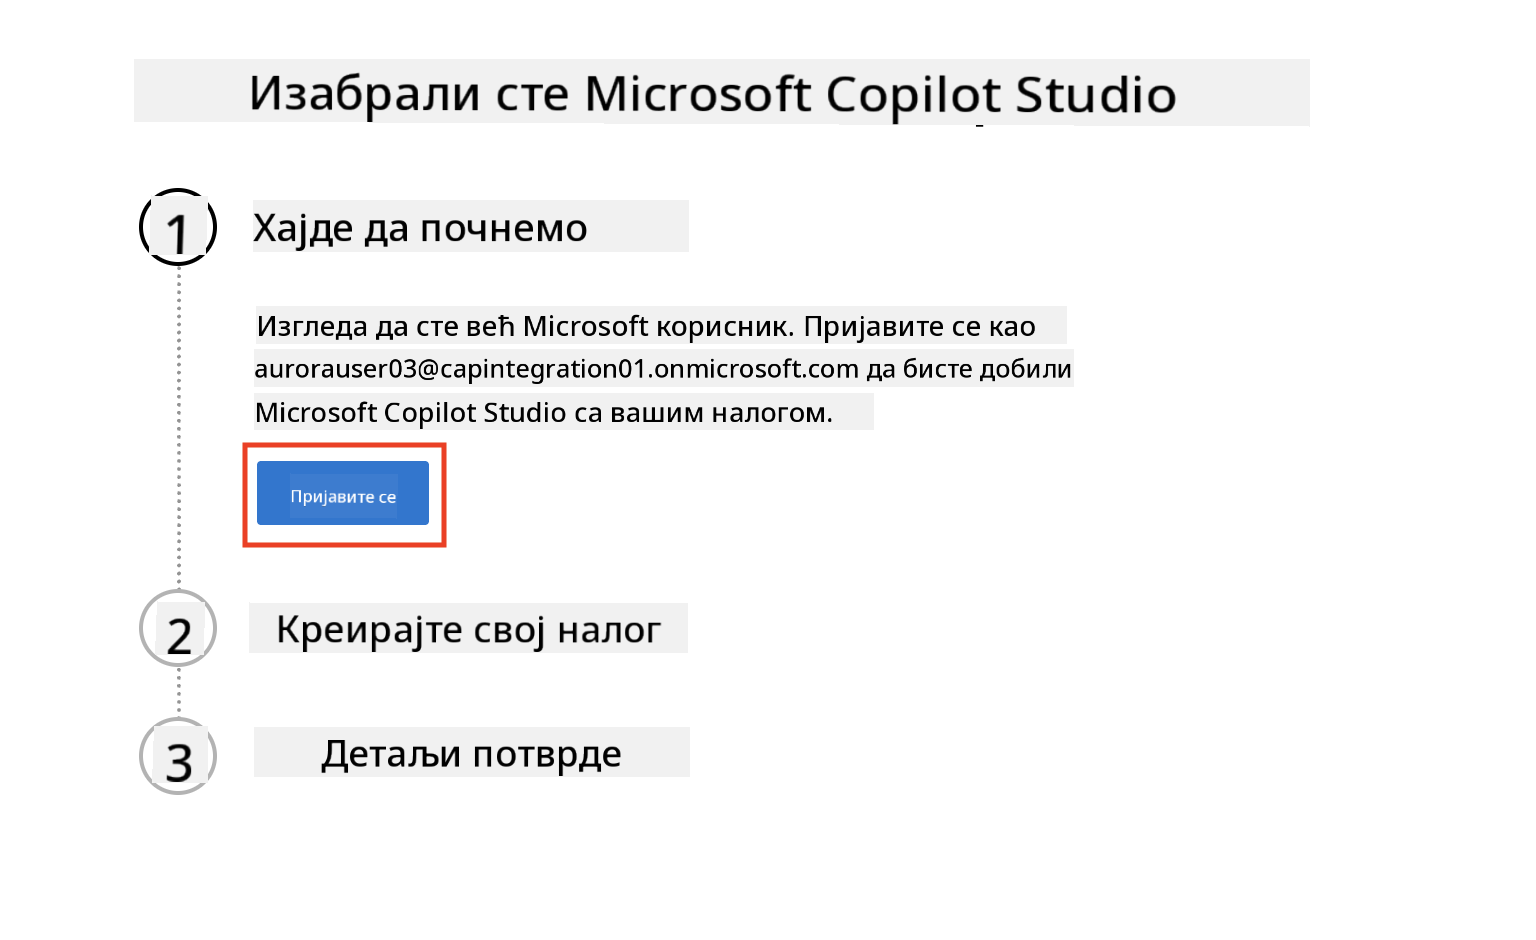 Изабрали сте Microsoft Copilot Studio
1
Хајде да почнемо
Изгледа да сте већ Microsoft корисник. Пријавите се као
aurorauser03@capintegration01.onmicrosoft.com да бисте добили
Microsoft Copilot Studio са вашим налогом.
Пријавите се
2
Креирајте свој налог
3
Детаљи потврде